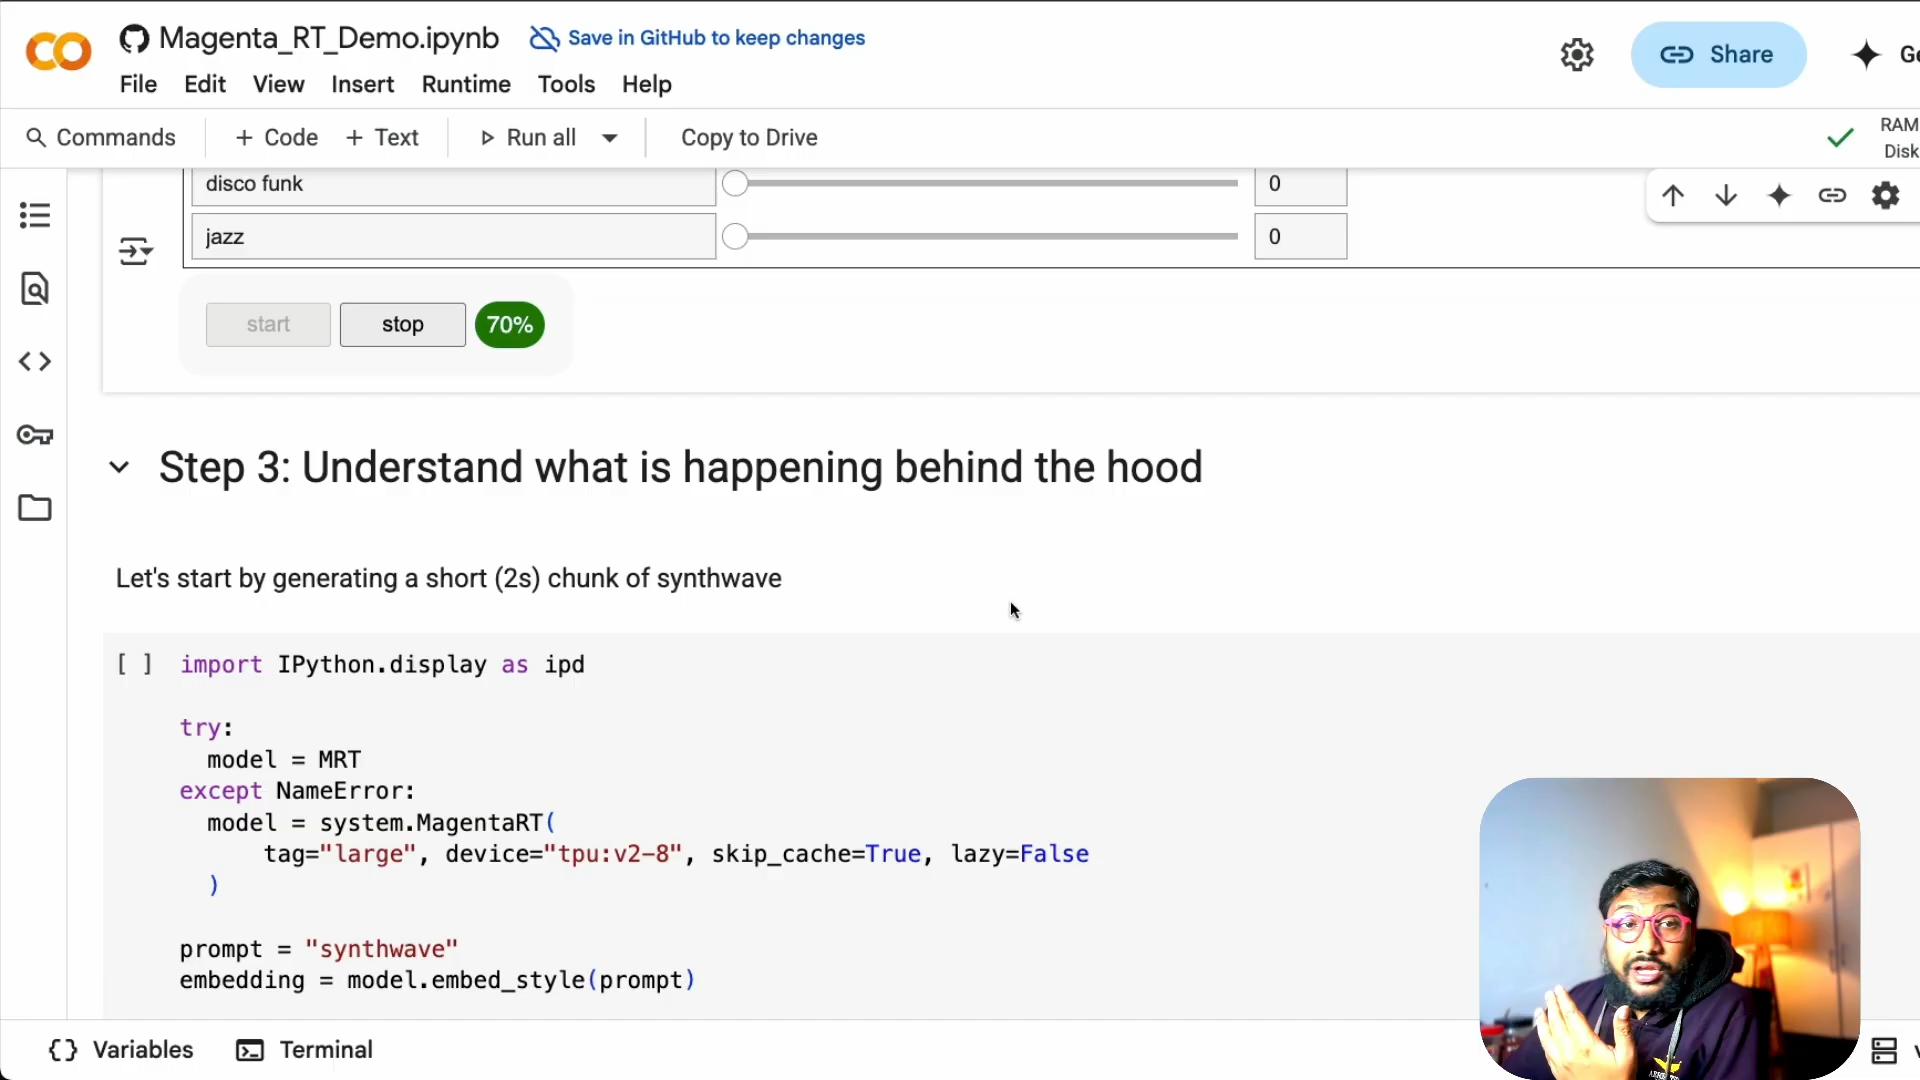 Magenta_RT_Demo.ipynb
Save in GitHub to keep changes
Share
File Edit View Insert Runtime Tools Help
Commands + Code + Text Run all Copy to Drive
RAM
Disk
disco funk 0
jazz 0
start stop 70%
Step 3: Understand what is happening behind the hood
Let's start by generating a short (2s) chunk of synthwave
[ ] import IPython.display as ipd
try:
model = MRT
except NameError:
model = system.MagentaRT(
tag="large", device="tpu:v2-8", skip_cache=True, lazy=False
)
prompt = "synthwave"
embedding = model.embed_style(prompt)
{} Variables Terminal